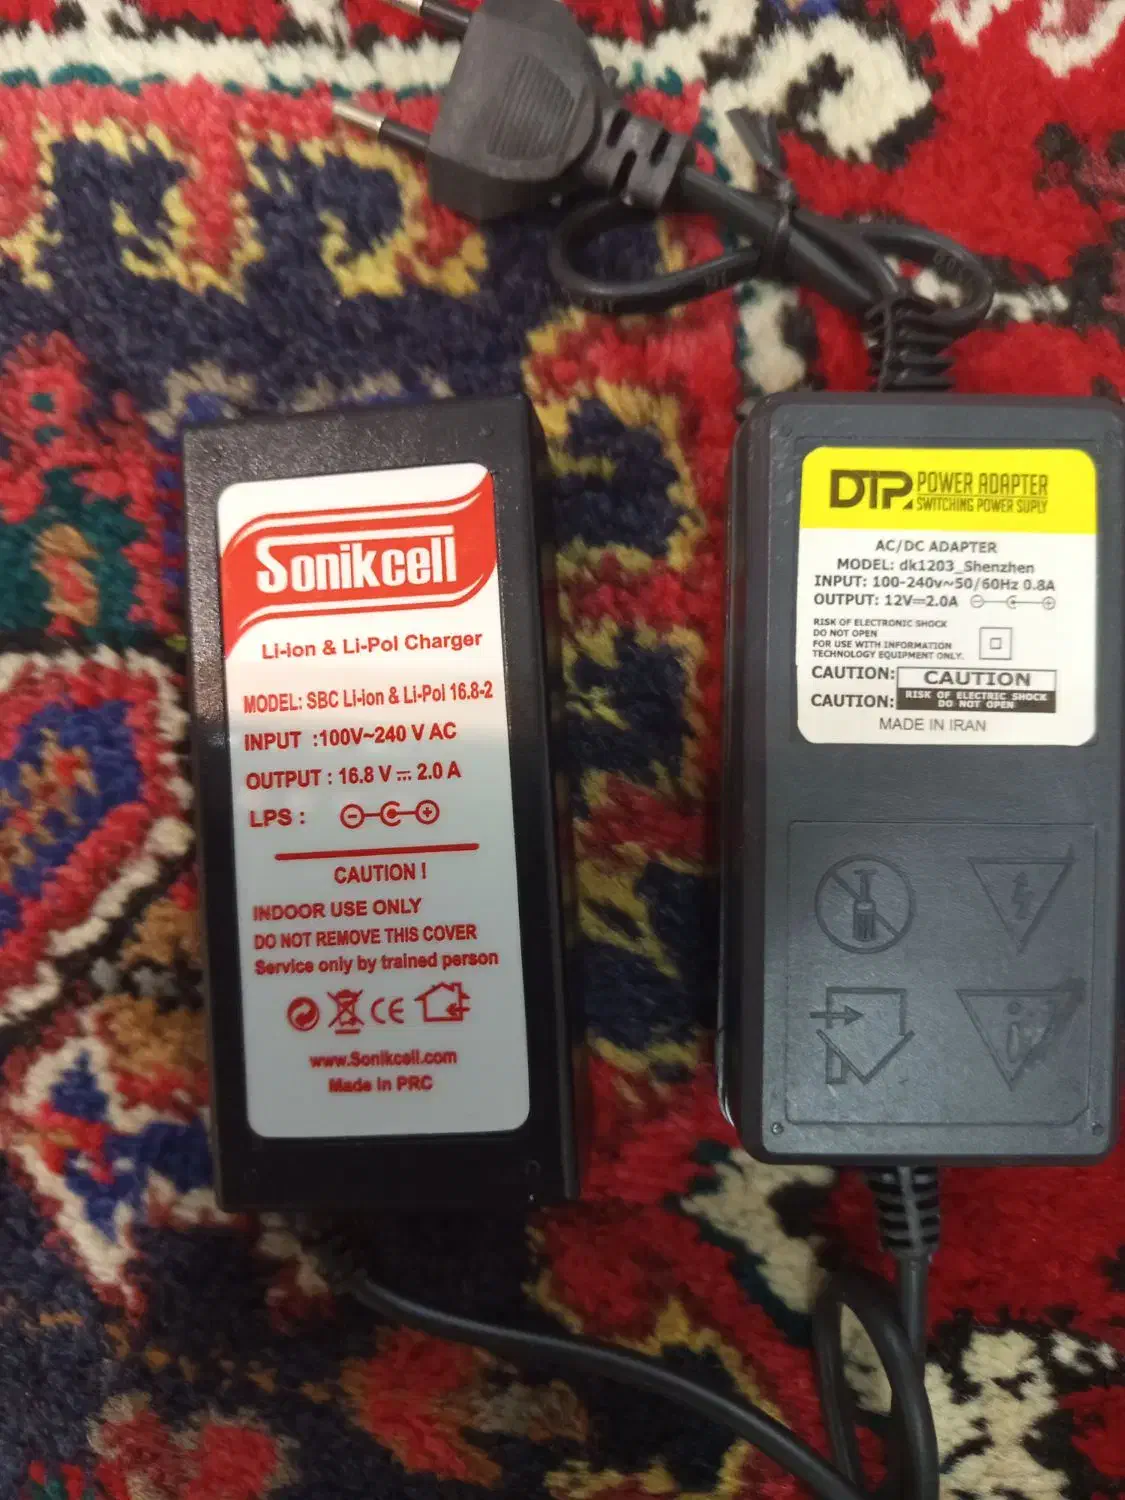 Sonikcell
Li-ion & Li-Pol Charger
MODEL: SBC Li-ion & Li-Pol 16.8-2
INPUT :100V~240 V AC
OUTPUT : 16.8 V ⎓ 2.0 A
LPS :
CAUTION !
INDOOR USE ONLY
DO NOT REMOVE THIS COVER
Service only by trained person
CE
www.Sonikcell.com
Made in PRC
DTP POWER ADAPTER
SWITCHING POWER SUPLY
AC/DC ADAPTER
MODEL: dk1203_Shenzhen
INPUT: 100-240v~50/60Hz 0.8A
OUTPUT: 12V⎓2.0A
RISK OF ELECTRONIC SHOCK
DO NOT OPEN
FOR USE WITH INFORMATION
TECHNOLOGY EQUIPMENT ONLY.
CAUTION: CAUTION
CAUTION: RISK OF ELECTRIC SHOCK
DO NOT OPEN
MADE IN IRAN